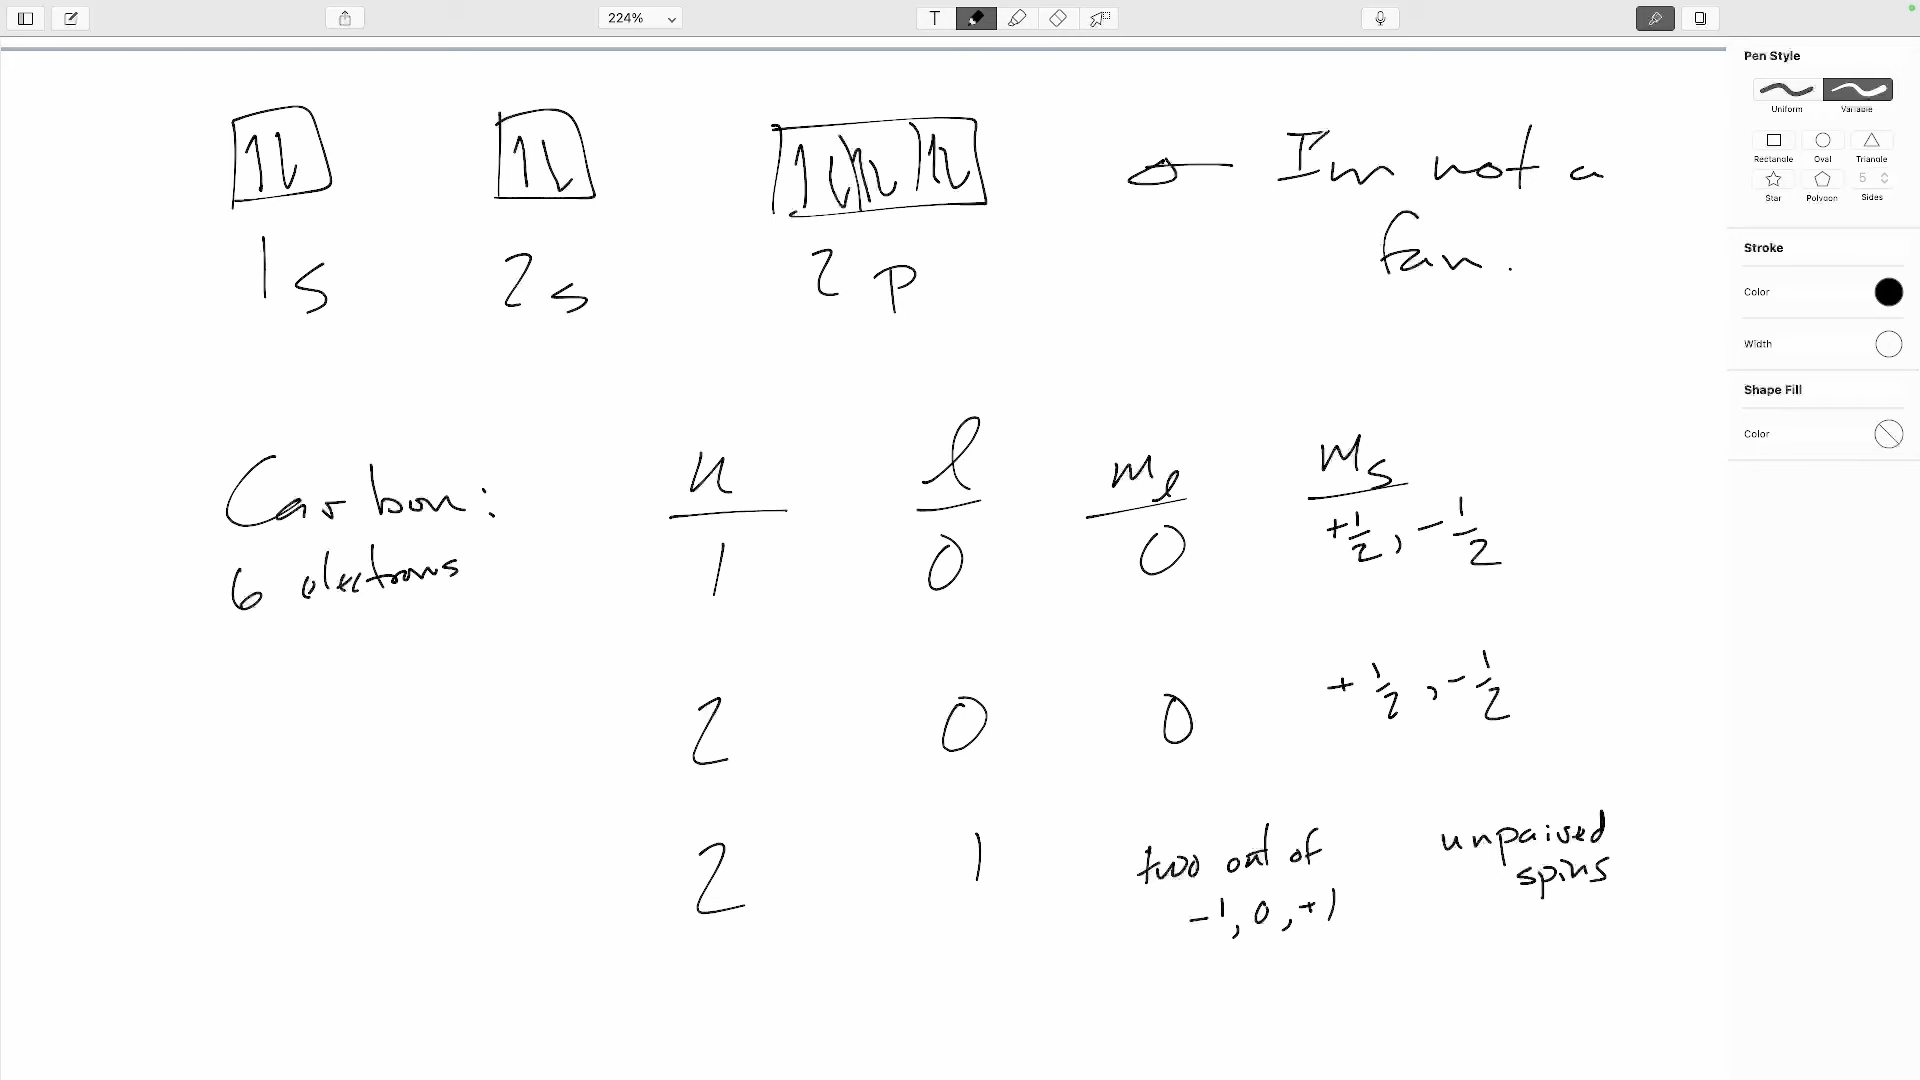 224%
T
Pen Style
Uniform Variable
Rectangle Oval Triangle
5
Star Polygon Sides
Stroke
Color
Width
Shape Fill
Color
1s 2s 2p
I'm not a
fan.
Carbon:
6 electrons
n l mₗ mₛ
1 0 0 +1/2, -1/2
2 0 0 +1/2, -1/2
2 1 two out of unpaired
-1, 0, +1 spins